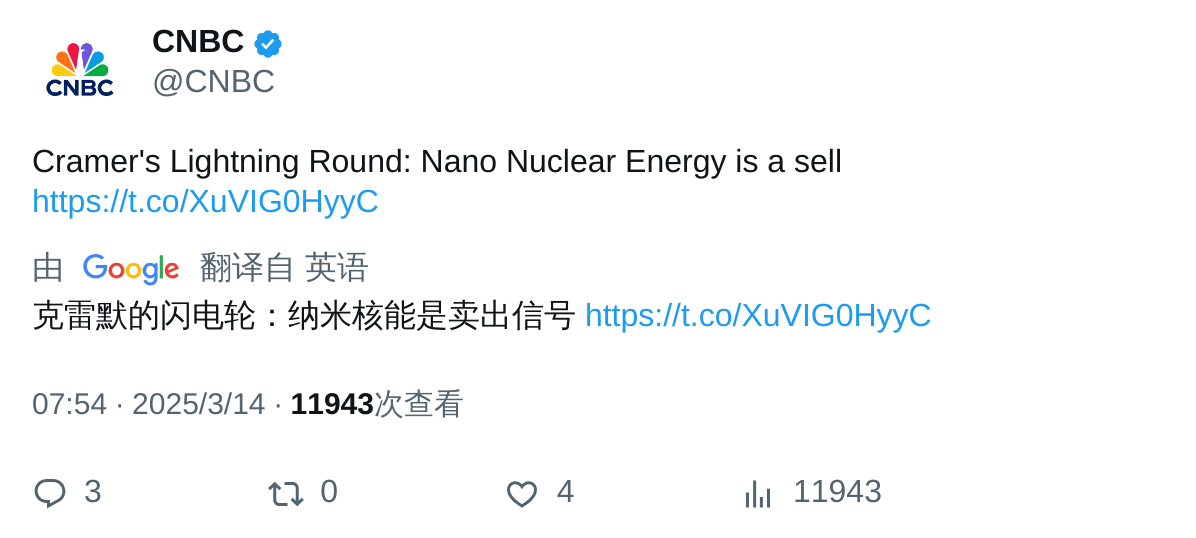 CNBC
CNBC
@CNBC
Cramer's Lightning Round: Nano Nuclear Energy is a sell
https://t.co/XuVIG0HyyC
由 Google 翻译自 英语
克雷默的闪电轮：纳米核能是卖出信号 https://t.co/XuVIG0HyyC
07:54 · 2025/3/14 · 11943次查看
3 0 4 11943